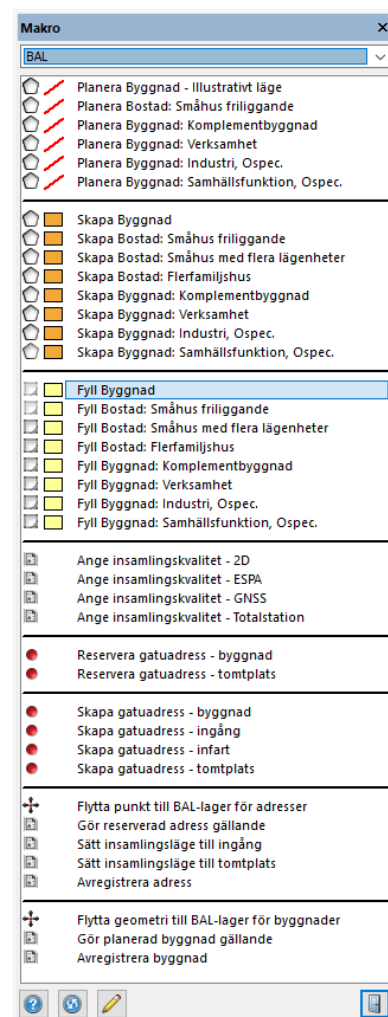 Makro
BAL
Planera Byggnad - Illustrativt läge
Planera Bostad: Småhus friliggande
Planera Byggnad: Komplementbyggnad
Planera Byggnad: Verksamhet
Planera Byggnad: Industri, Ospec.
Planera Byggnad: Samhällsfunktion, Ospec.
Skapa Byggnad
Skapa Bostad: Småhus friliggande
Skapa Bostad: Småhus med flera lägenheter
Skapa Bostad: Flerfamiljshus
Skapa Byggnad: Komplementbyggnad
Skapa Byggnad: Verksamhet
Skapa Byggnad: Industri, Ospec.
Skapa Byggnad: Samhällsfunktion, Ospec.
Fyll Byggnad
Fyll Bostad: Småhus friliggande
Fyll Bostad: Småhus med flera lägenheter
Fyll Bostad: Flerfamiljshus
Fyll Byggnad: Komplementbyggnad
Fyll Byggnad: Verksamhet
Fyll Byggnad: Industri, Ospec.
Fyll Byggnad: Samhällsfunktion, Ospec.
Ange insamlingskvalitet - 2D
Ange insamlingskvalitet - ESPA
Ange insamlingskvalitet - GNSS
Ange insamlingskvalitet - Totalstation
Reservera gatuadress - byggnad
Reservera gatuadress - tomtplats
Skapa gatuadress - byggnad
Skapa gatuadress - ingång
Skapa gatuadress - infart
Skapa gatuadress - tomtplats
Flytta punkt till BAL-lager för adresser
Gör reserverad adress gällande
Sätt insamlingsläge till ingång
Sätt insamlingsläge till tomtplats
Avregistrera adress
Flytta geometri till BAL-lager för byggnader
Gör planerad byggnad gällande
Avregistrera byggnad